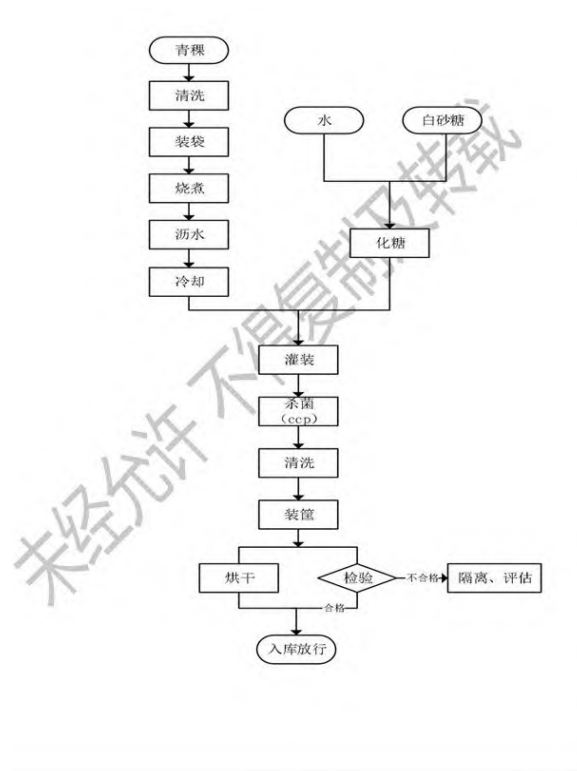 青稞
清洗
装袋
烧煮
沥水
冷却
水
白砂糖
化糖
灌装
杀菌
（ccp）
清洗
装筐
烘干
检验
不合格
隔离、评估
合格
入库放行
未经允许 不得复制及转载